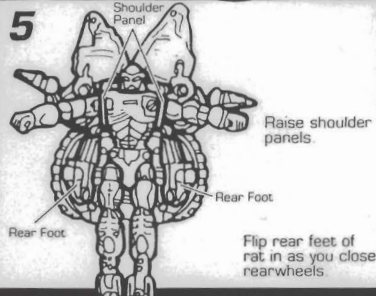 5
Shoulder
Panel
Raise shoulder
panels.
Rear Foot
Rear Foot
Flip rear feet of
rat in as you close
rearwheels.